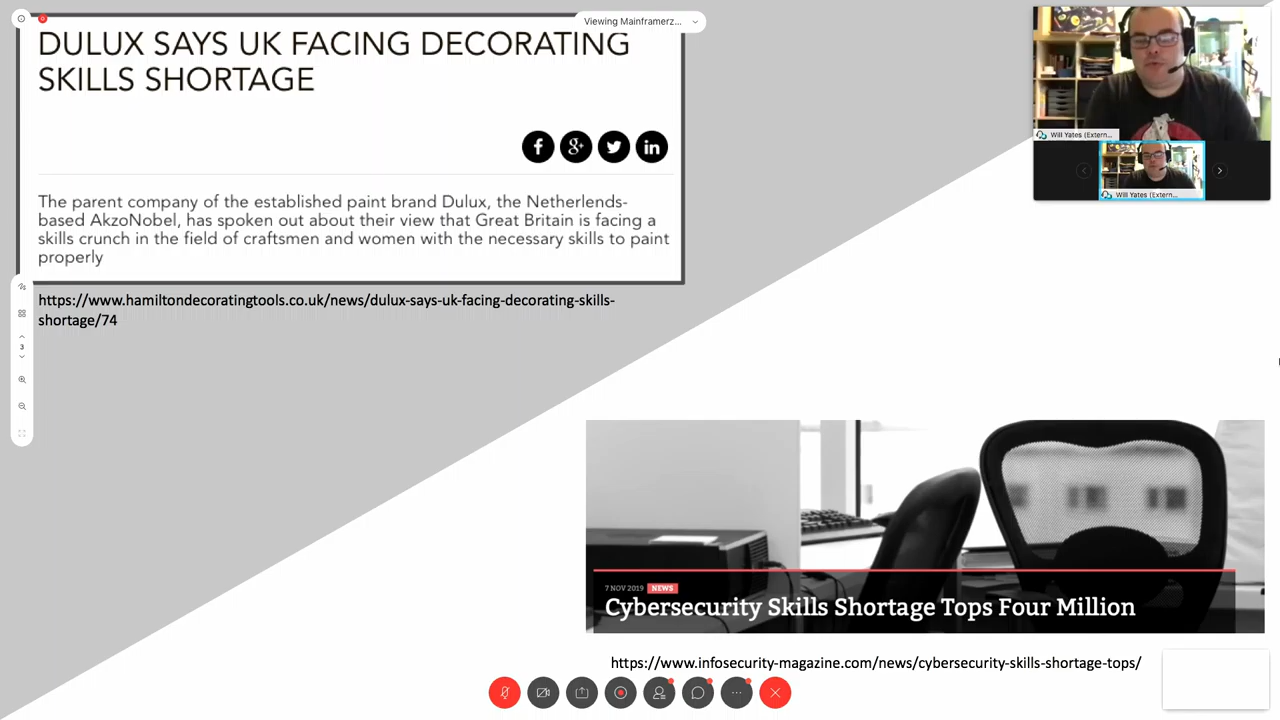 Viewing Mainframerz...
DULUX SAYS UK FACING DECORATING
SKILLS SHORTAGE
The parent company of the established paint brand Dulux, the Netherlends-
based AkzoNobel, has spoken out about their view that Great Britain is facing a
skills crunch in the field of craftsmen and women with the necessary skills to paint
properly
https://www.hamiltondecoratingtools.co.uk/news/dulux-says-uk-facing-decorating-skills-
shortage/74
3
Will Yates (Extern...
Will Yates (Extern...
7 NOV 2019 NEWS
Cybersecurity Skills Shortage Tops Four Million
https://www.infosecurity-magazine.com/news/cybersecurity-skills-shortage-tops/